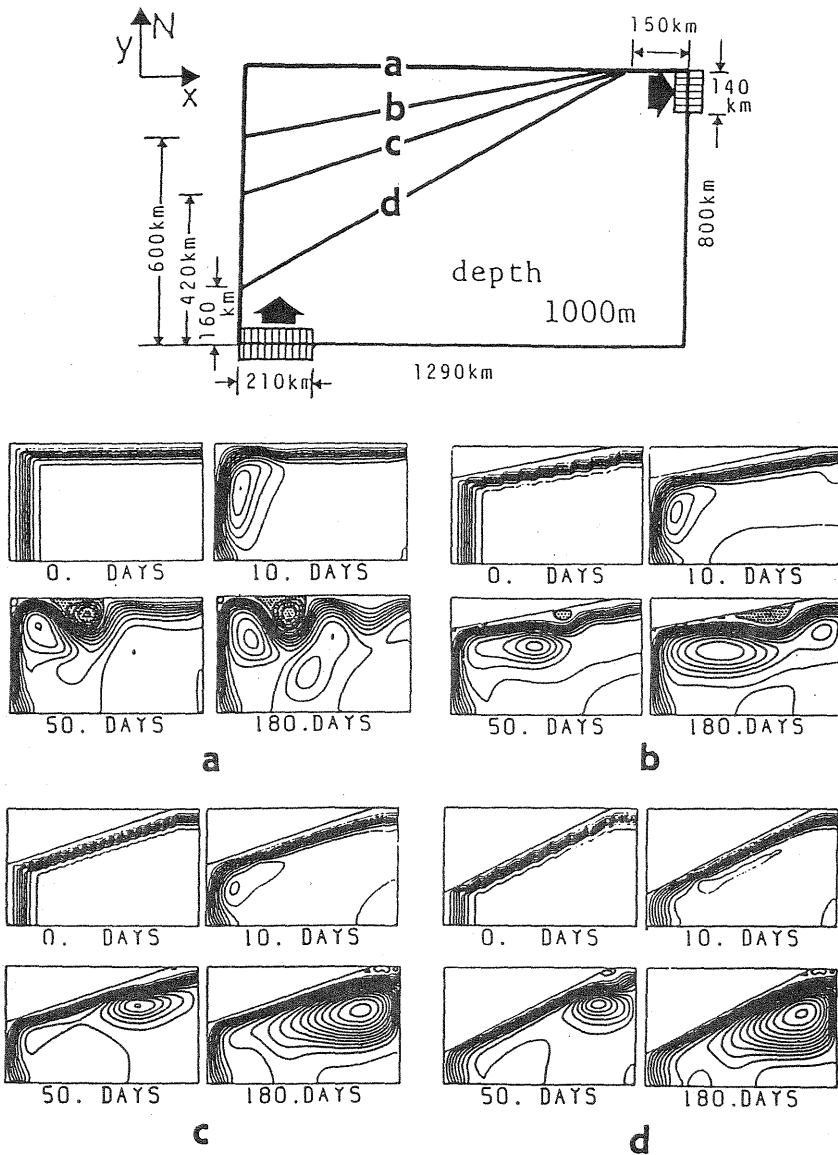 N
y
x
150km
a
140 km
b
c
d
600km
420km
160 km
800km
depth
1000m
210km
1290km
0. DAYS
10. DAYS
0. DAYS
10. DAYS
50. DAYS
180.DAYS
50. DAYS
180.DAYS
a
b
0. DAYS
10. DAYS
0. DAYS
10. DAYS
50. DAYS
180.DAYS
50. DAYS
180.DAYS
c
d